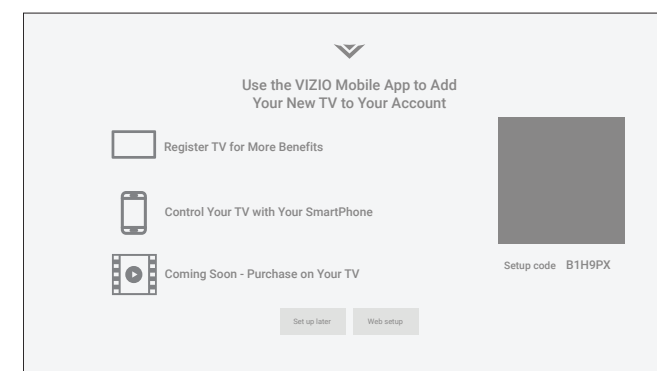 Use the VIZIO Mobile App to Add
Your New TV to Your Account
Register TV for More Benefits
Control Your TV with Your SmartPhone
Coming Soon - Purchase on Your TV
Setup code B1H9PX
Set up later
Web setup